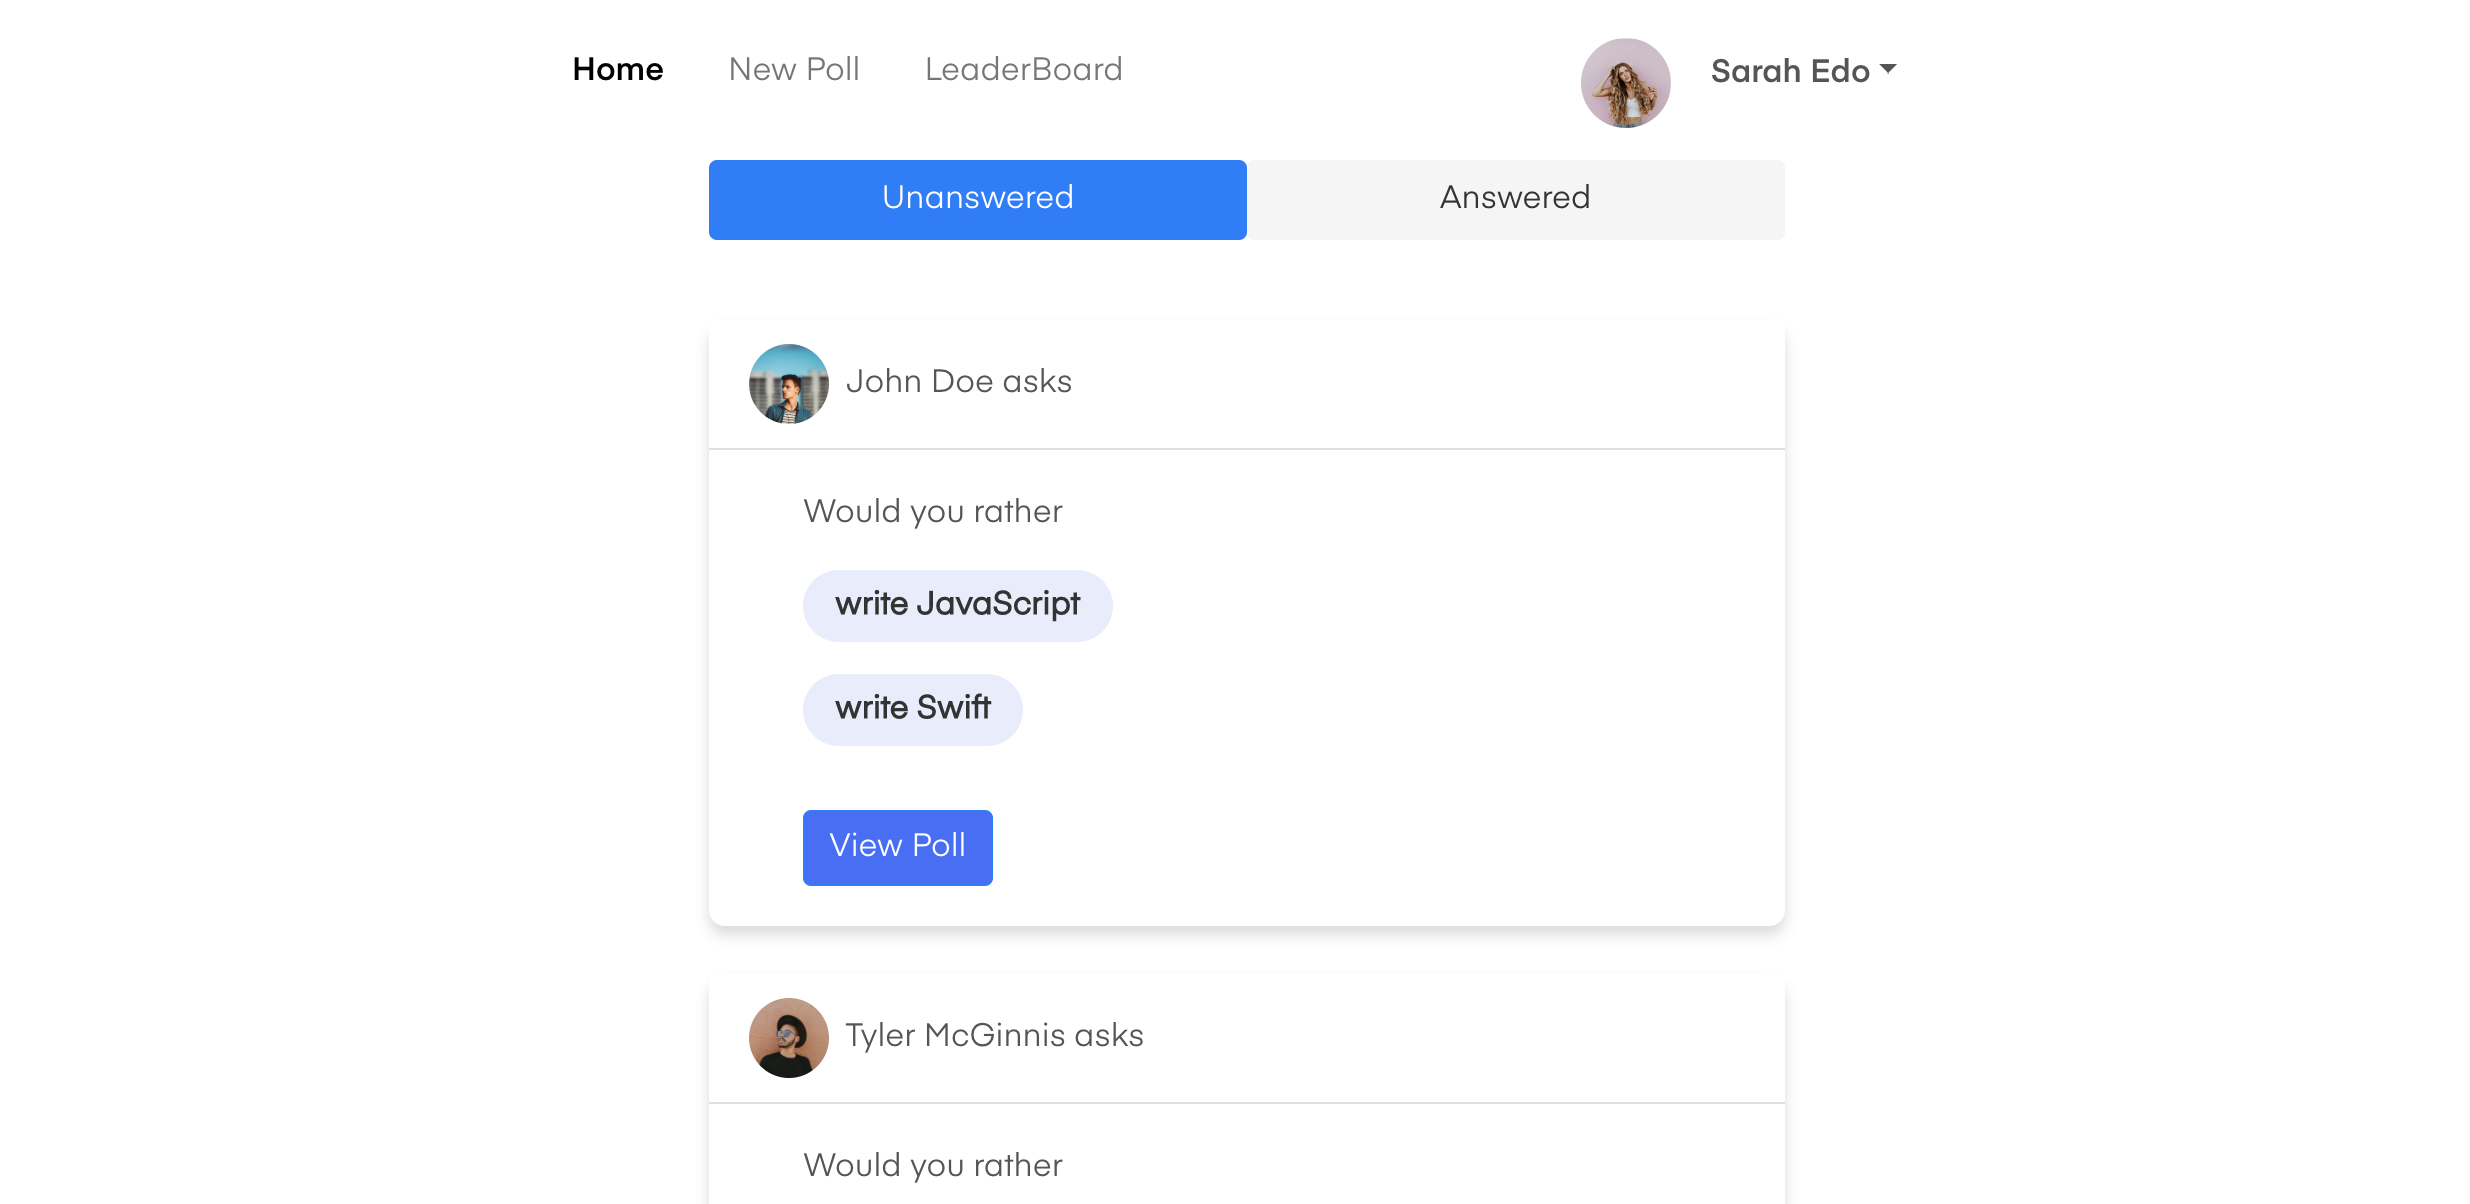 Home New Poll LeaderBoard Sarah Edo
Unanswered Answered
John Doe asks
Would you rather
write JavaScript
write Swift
View Poll
Tyler McGinnis asks
Would you rather